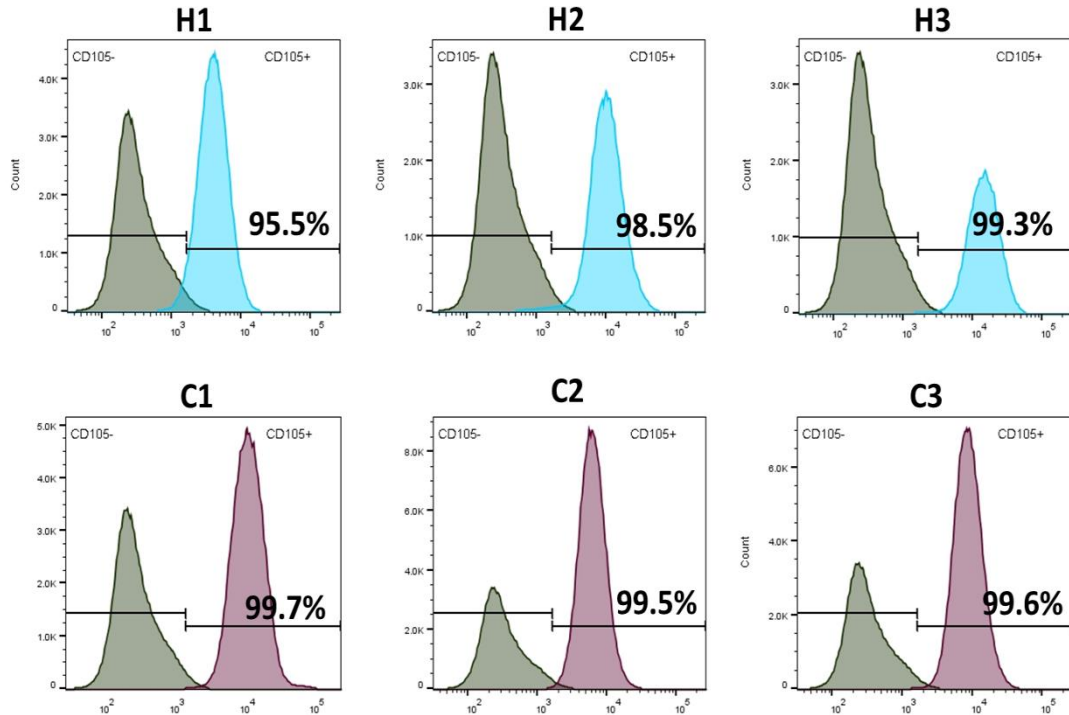 H1
CD105-
CD105+
4.0K
3.0K
2.0K
1.0K
0
Count
95.5%
10^2
10^3
10^4
10^5
H2
CD105-
CD105+
3.0K
2.0K
1.0K
0
Count
98.5%
10^2
10^3
10^4
10^5
H3
CD105-
CD105+
3.0K
2.0K
1.0K
0
Count
99.3%
10^2
10^3
10^4
10^5
C1
CD105-
CD105+
5.0K
4.0K
3.0K
2.0K
1.0K
0
99.7%
10^2
10^3
10^4
10^5
C2
CD105-
CD105+
8.0K
6.0K
4.0K
2.0K
0
99.5%
10^2
10^3
10^4
10^5
C3
CD105-
CD105+
6.0K
4.0K
2.0K
0
Count
99.6%
10^2
10^3
10^4
10^5